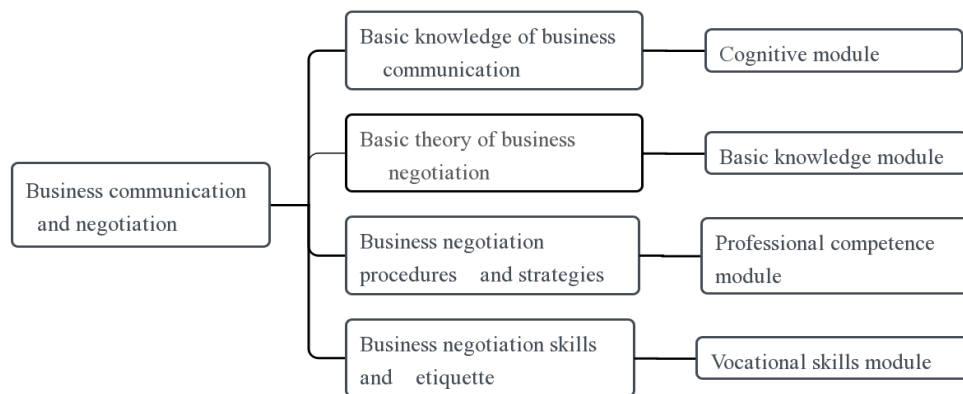 Basic knowledge of business
communication
Cognitive module
Basic theory of business
negotiation
Basic knowledge module
Business communication
and negotiation
Business negotiation
procedures and strategies
Professional competence
module
Business negotiation skills
and etiquette
Vocational skills module